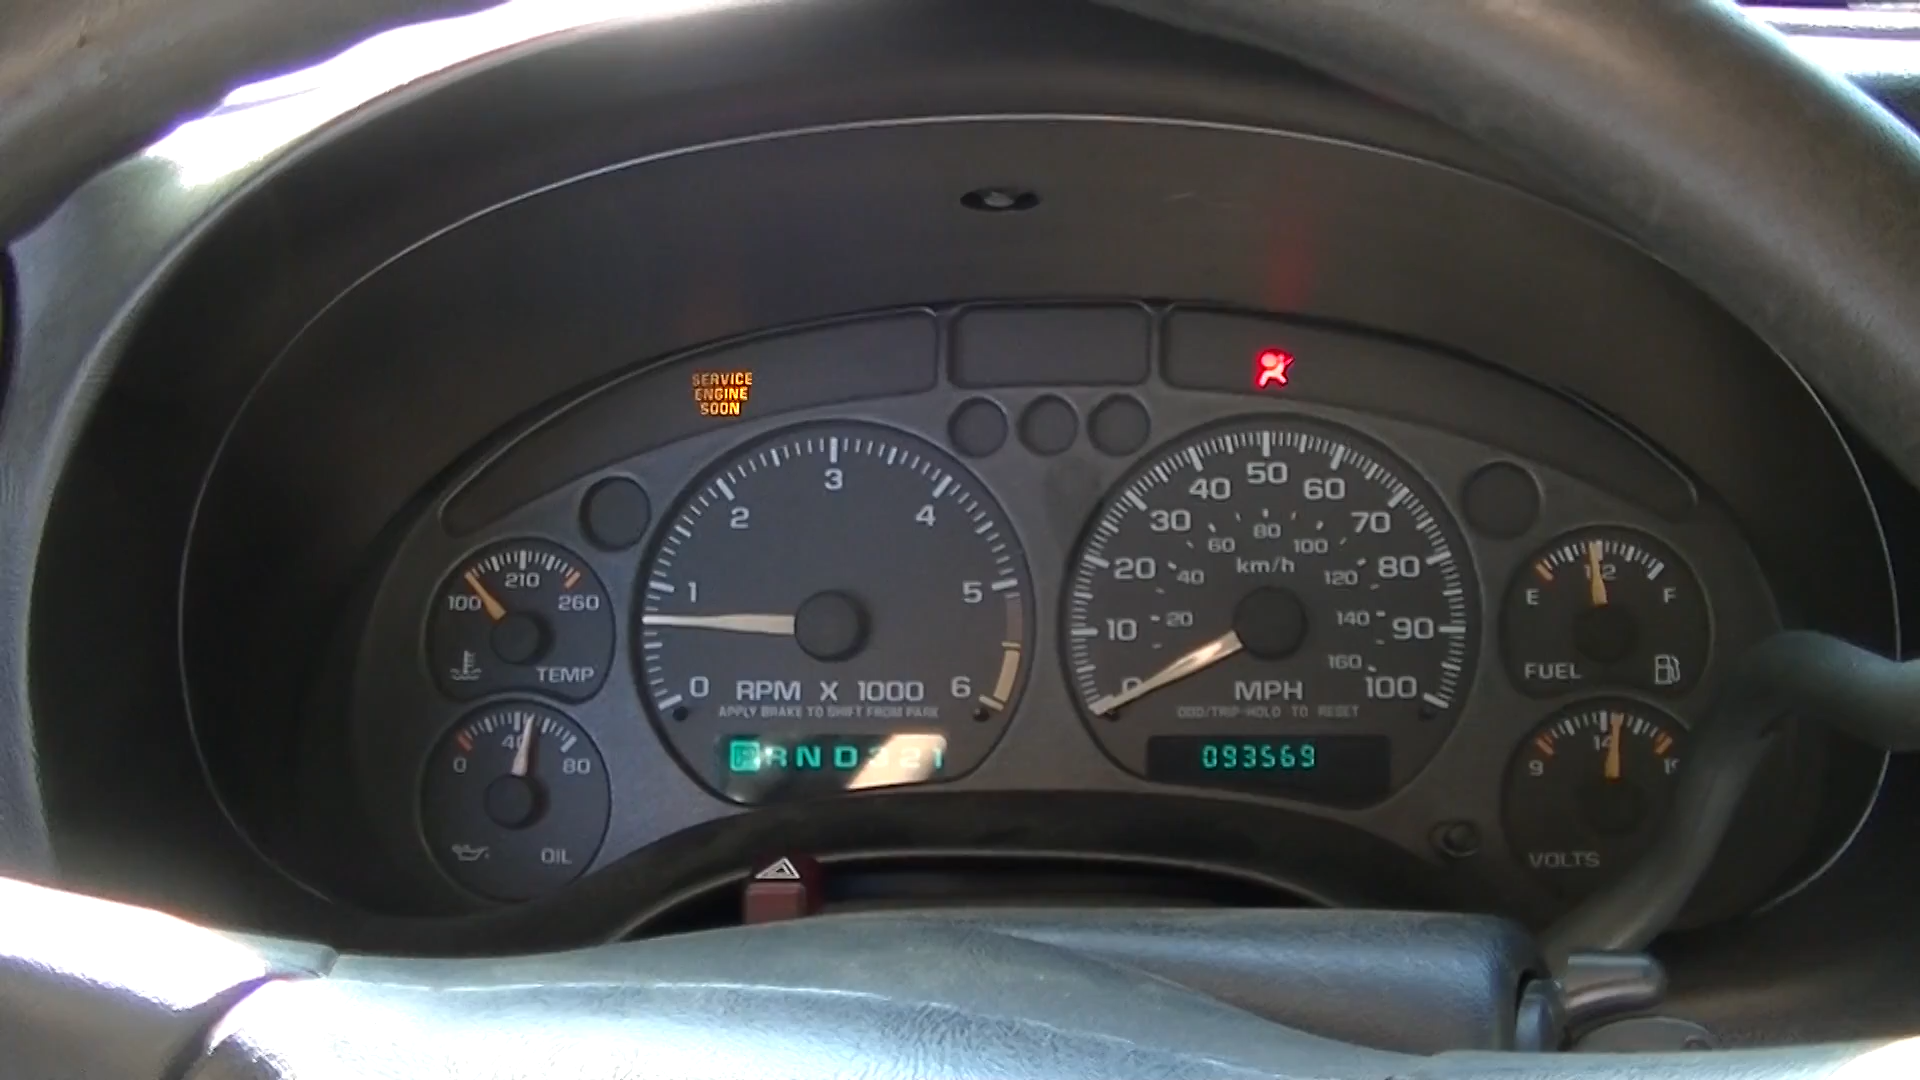 SERVICE
ENGINE
SOON
100 210 260
TEMP
0 40 80
OIL
0 1 2 3 4 5 6
RPM X 1000
APPLY BRAKE TO SHIFT FROM PARK
P R N D 3 2 1
0 10 20 30 40 50 60 70 80 90 100
20 40 60 80 100 120 140 160
km/h
MPH
ODO/TRIP-HOLD TO RESET
093569
E F
FUEL
9 14
VOLTS